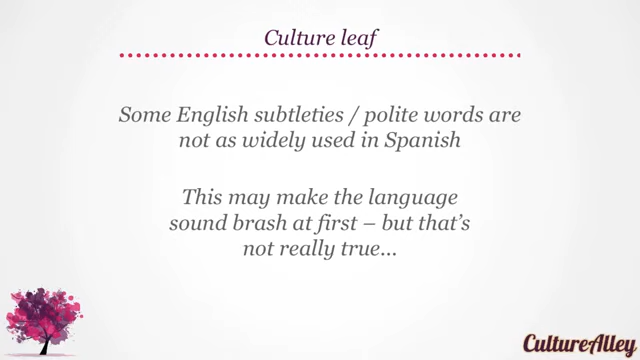 Culture leaf
Some English subtleties / polite words are
not as widely used in Spanish
This may make the language
sound brash at first – but that's
not really true...
CultureAlley